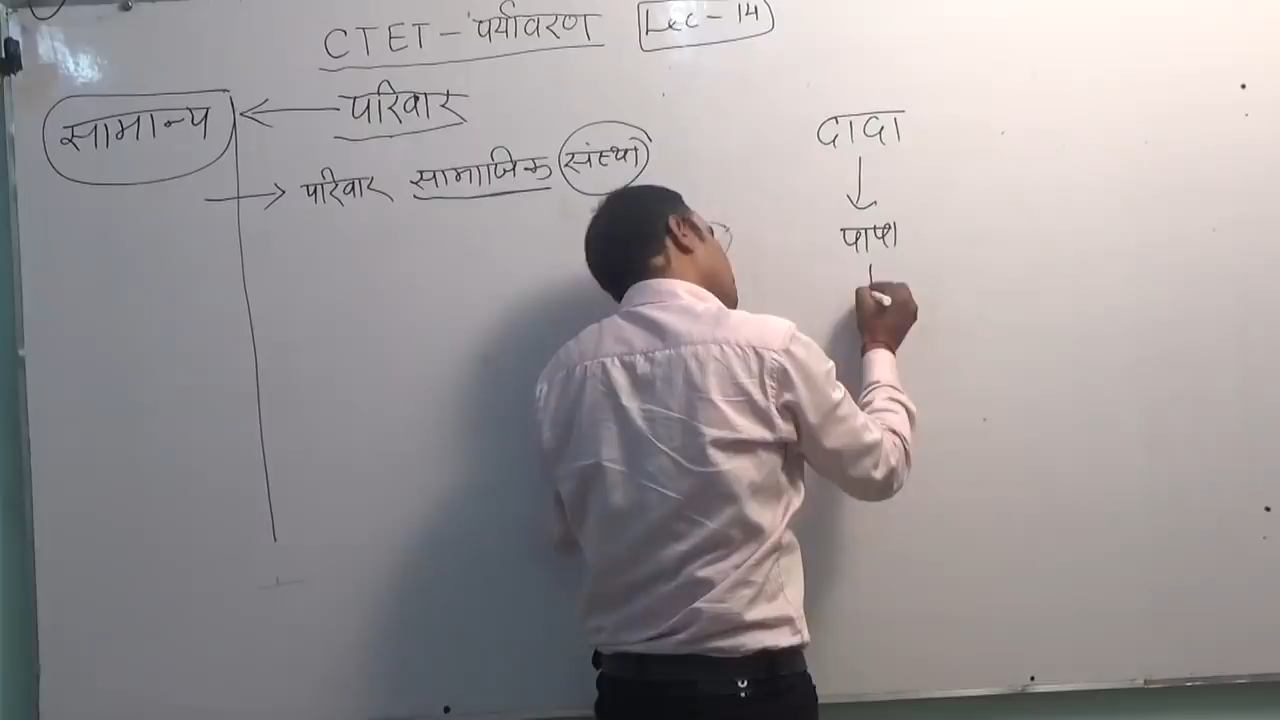 CTET - पर्यावरण Lec - 14
सामान्य ← परिवार
→ परिवार सामाजिक संस्था
दादा
↓
पापा